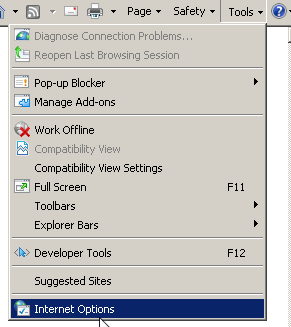 Page Safety Tools
Diagnose Connection Problems...
Reopen Last Browsing Session
Pop-up Blocker
Manage Add-ons
Work Offline
Compatibility View
Compatibility View Settings
Full Screen F11
Toolbars
Explorer Bars
Developer Tools F12
Suggested Sites
Internet Options